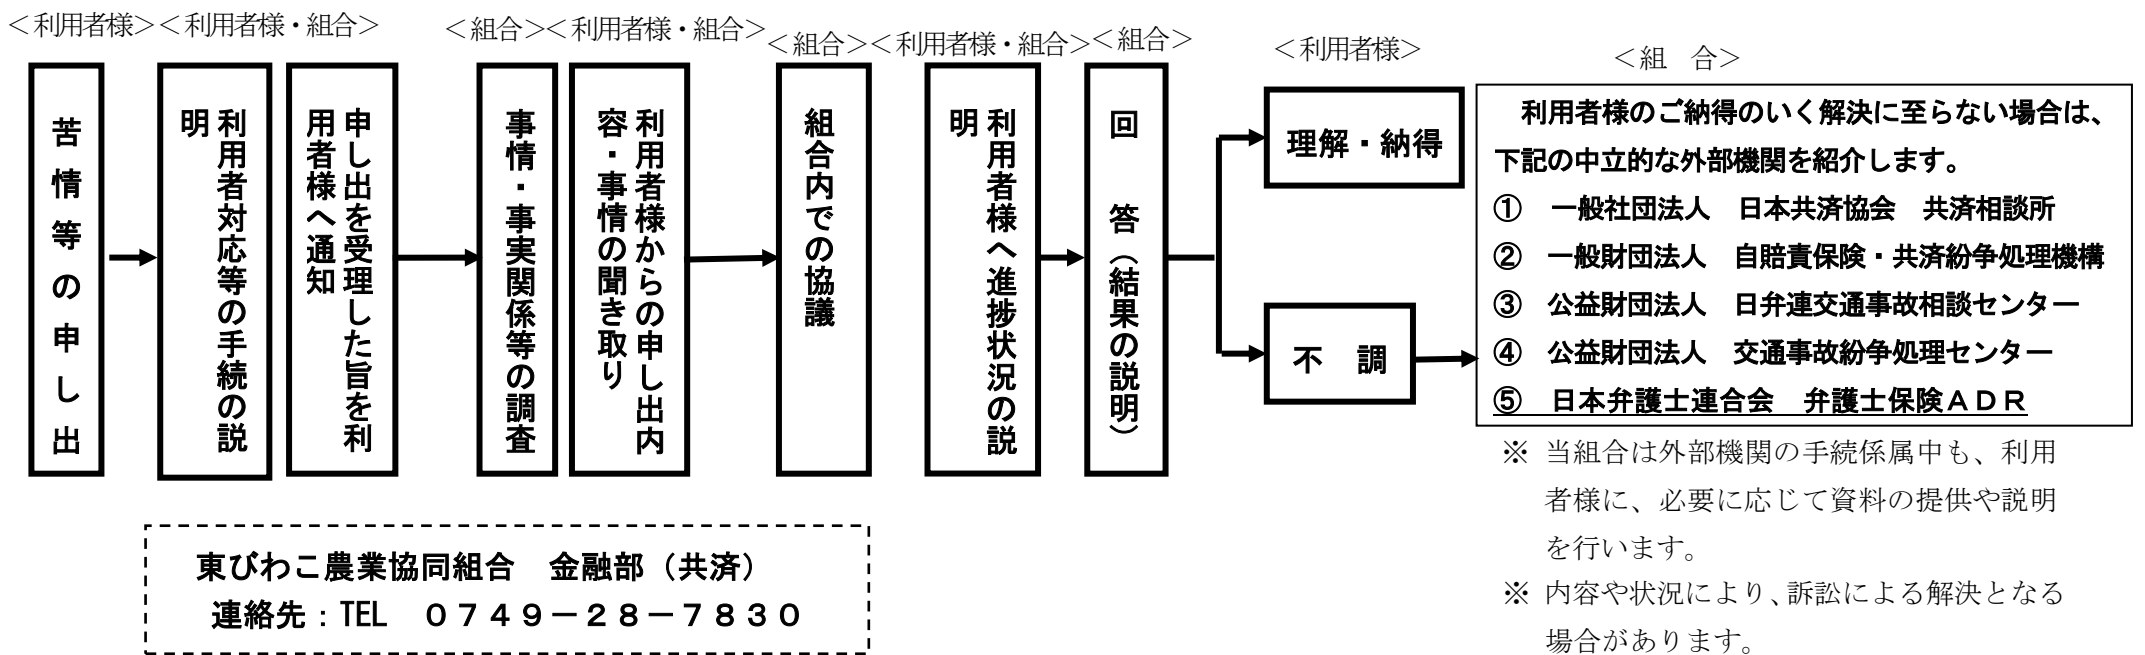 ＜利用者様＞
＜利用者様・組合＞
＜組合＞
＜利用者様・組合＞
＜組合＞
＜利用者様・組合＞
＜組合＞
＜利用者様＞
＜組　合＞
苦情等の申し出
利用者対応等の手続の説
明
申し出を受理した旨を利
用者様へ通知
事情・事実関係等の調査
利用者様からの申し出内
容・事情の聞き取り
組合内での協議
利用者様へ進捗状況の説
明
回　答（結果の説明）
理解・納得
不　調
利用者様のご納得のいく解決に至らない場合は、
下記の中立的な外部機関を紹介します。
①　一般社団法人　日本共済協会　共済相談所
②　一般財団法人　自賠責保険・共済紛争処理機構
③　公益財団法人　日弁連交通事故相談センター
④　公益財団法人　交通事故紛争処理センター
⑤　日本弁護士連合会　弁護士保険ＡＤＲ
※ 当組合は外部機関の手続係属中も、利用
者様に、必要に応じて資料の提供や説明
を行います。
※ 内容や状況により、訴訟による解決となる
場合があります。
東びわこ農業協同組合　金融部（共済）
連絡先：TEL　０７４９－２８－７８３０